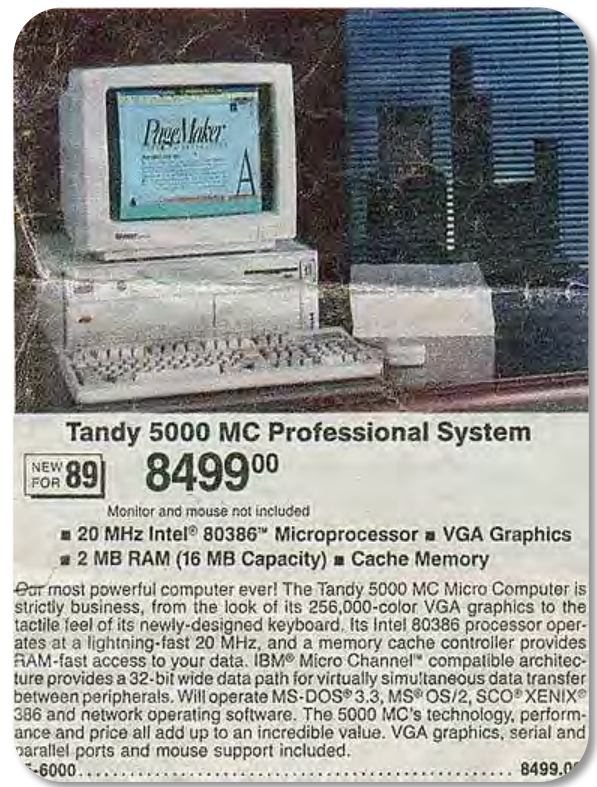 PageMaker
A
Tandy 5000 MC Professional System
NEW FOR 89 8499⁰⁰
Monitor and mouse not included
■ 20 MHz Intel® 80386™ Microprocessor ■ VGA Graphics
■ 2 MB RAM (16 MB Capacity) ■ Cache Memory
Our most powerful computer ever! The Tandy 5000 MC Micro Computer is
strictly business, from the look of its 256,000-color VGA graphics to the
tactile feel of its newly-designed keyboard. Its Intel 80386 processor oper-
ates at a lightning-fast 20 MHz, and a memory cache controller provides
RAM-fast access to your data. IBM® Micro Channel™ compatible architec-
ture provides a 32-bit wide data path for virtually simultaneous data transfer
between peripherals. Will operate MS-DOS® 3.3, MS® OS/2, SCO® XENIX®
386 and network operating software. The 5000 MC's technology, perform-
ance and price all add up to an incredible value. VGA graphics, serial and
parallel ports and mouse support included.
-6000 ........................................................ 8499.0